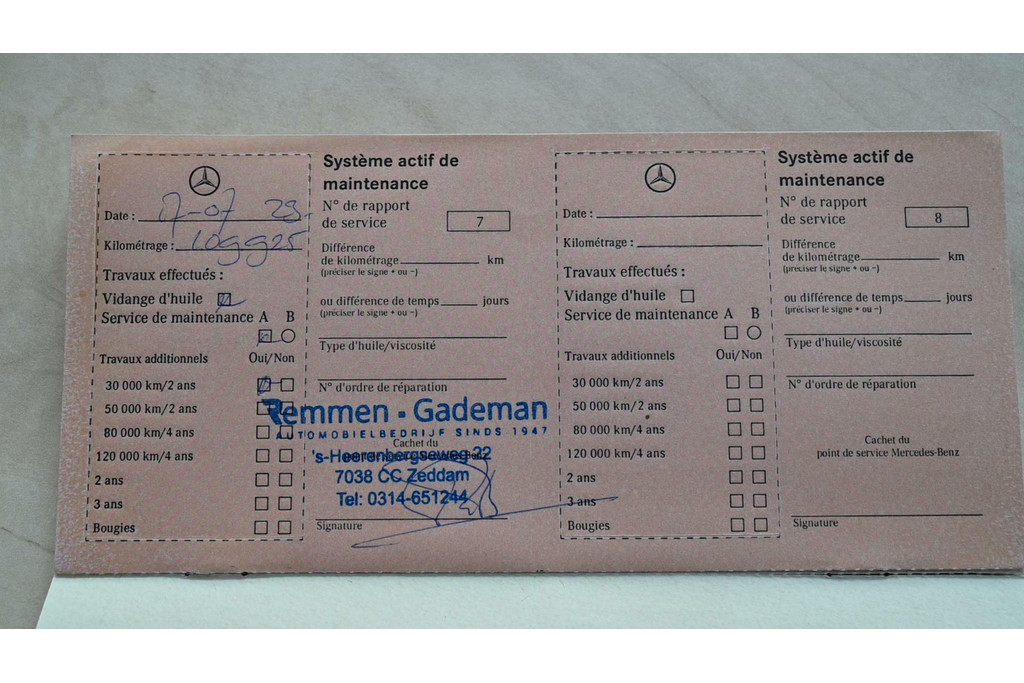 Date : 17-07 23
Kilométrage : 109925
Travaux effectués :
Vidange d'huile
Service de maintenance A B
Travaux additionnels Oui/Non
30 000 km/2 ans
50 000 km/2 ans
80 000 km/4 ans
120 000 km/4 ans
2 ans
3 ans
Bougies
Système actif de
maintenance
N° de rapport
de service 7
Différence
de kilométrage km
(préciser le signe + ou −)
ou différence de temps jours
(préciser le signe + ou −)
Type d'huile/viscosité
N° d'ordre de réparation
Remmen - Gademan
AUTOMOBIELBEDRIJF SINDS 1947
Cachet du
's-Heerenbergseweg 22
7038 CC Zeddam
Tel: 0314-651244
Signature
Date :
Kilométrage :
Travaux effectués :
Vidange d'huile
Service de maintenance A B
Travaux additionnels Oui/Non
30 000 km/2 ans
50 000 km/2 ans
80 000 km/4 ans
120 000 km/4 ans
2 ans
3 ans
Bougies
Système actif de
maintenance
N° de rapport
de service 8
Différence
de kilométrage km
(préciser le signe + ou −)
ou différence de temps jours
(préciser le signe + ou −)
Type d'huile/viscosité
N° d'ordre de réparation
Cachet du
point de service Mercedes-Benz
Signature